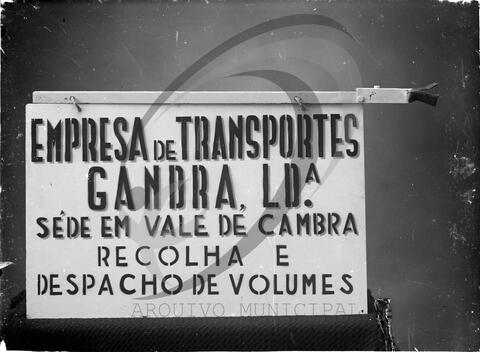 EMPRESA DE TRANSPORTES
GANDRA, LDA.
SÉDE EM VALE DE CAMBRA
RECOLHA E
DESPACHO DE VOLUMES
ARQUIVO MUNICIPAL